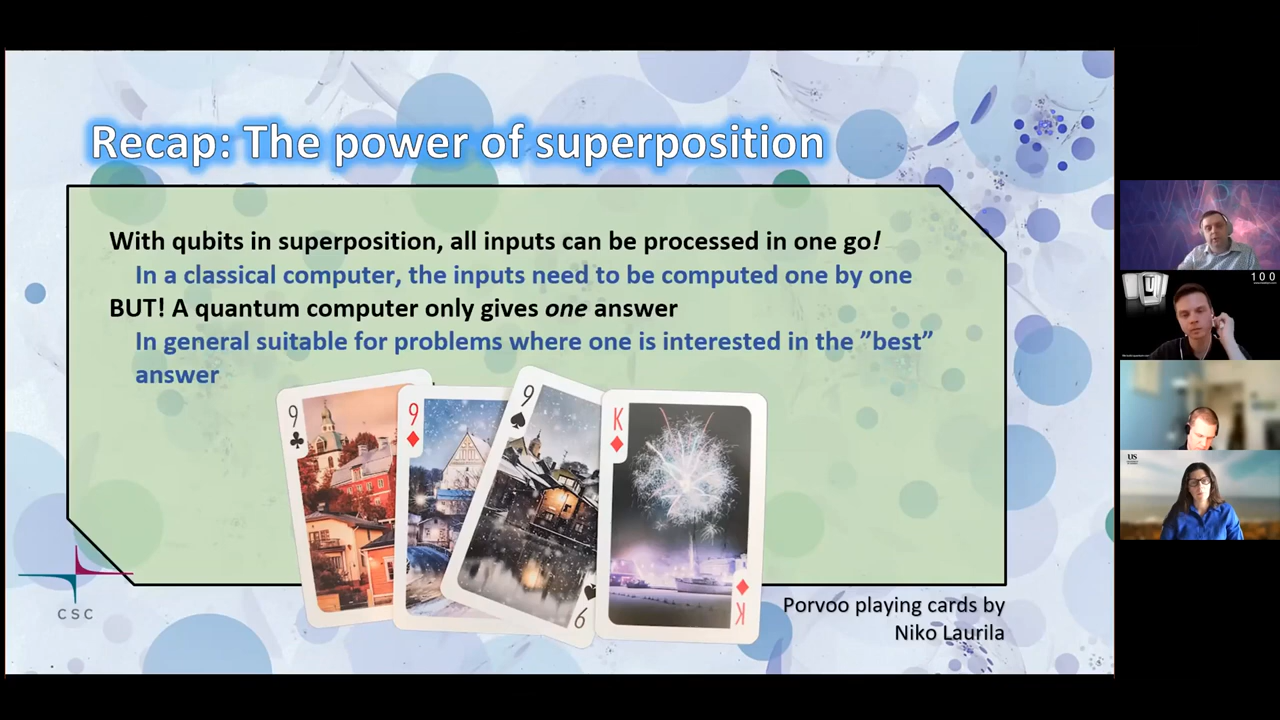 Recap: The power of superposition
With qubits in superposition, all inputs can be processed in one go!
In a classical computer, the inputs need to be computed one by one
BUT! A quantum computer only gives one answer
In general suitable for problems where one is interested in the ”best”
answer
9
9
9
K
9
K
CSC
Porvoo playing cards by
Niko Laurila
100
US